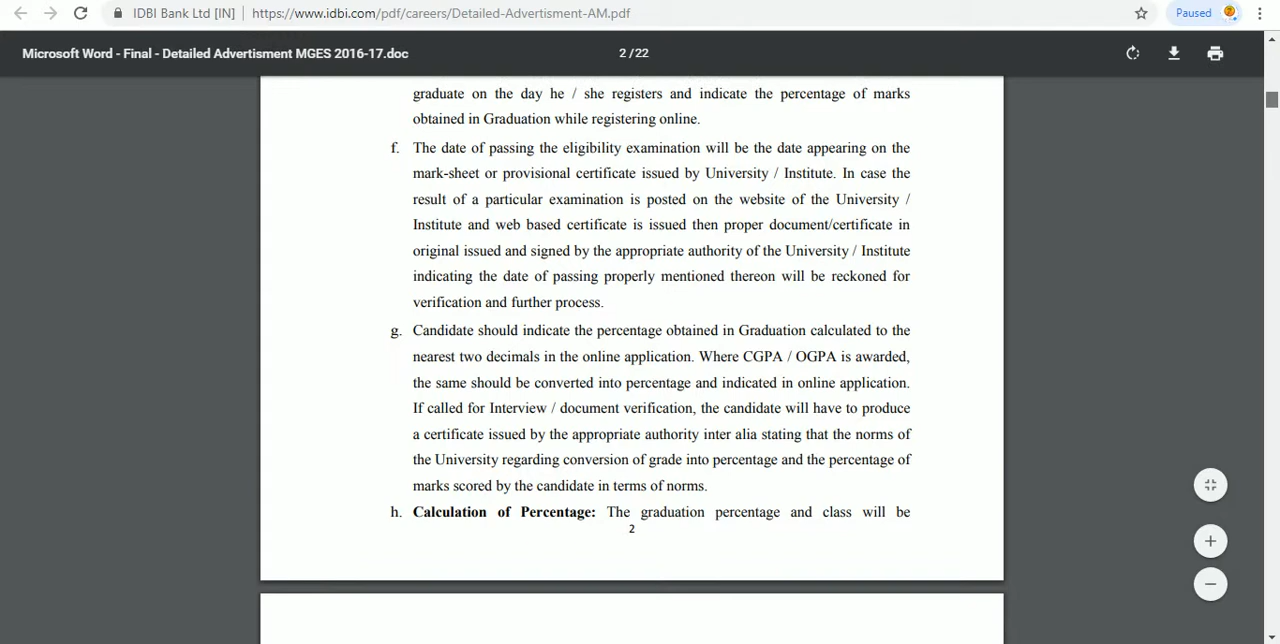 IDBI Bank Ltd [IN] | https://www.idbi.com/pdf/careers/Detailed-Advertisment-AM.pdf
Paused
Microsoft Word - Final - Detailed Advertisment MGES 2016-17.doc
2 / 22
graduate on the day he / she registers and indicate the percentage of marks
obtained in Graduation while registering online.
f. The date of passing the eligibility examination will be the date appearing on the
mark-sheet or provisional certificate issued by University / Institute. In case the
result of a particular examination is posted on the website of the University /
Institute and web based certificate is issued then proper document/certificate in
original issued and signed by the appropriate authority of the University / Institute
indicating the date of passing properly mentioned thereon will be reckoned for
verification and further process.
g. Candidate should indicate the percentage obtained in Graduation calculated to the
nearest two decimals in the online application. Where CGPA / OGPA is awarded,
the same should be converted into percentage and indicated in online application.
If called for Interview / document verification, the candidate will have to produce
a certificate issued by the appropriate authority inter alia stating that the norms of
the University regarding conversion of grade into percentage and the percentage of
marks scored by the candidate in terms of norms.
h. Calculation of Percentage: The graduation percentage and class will be
2